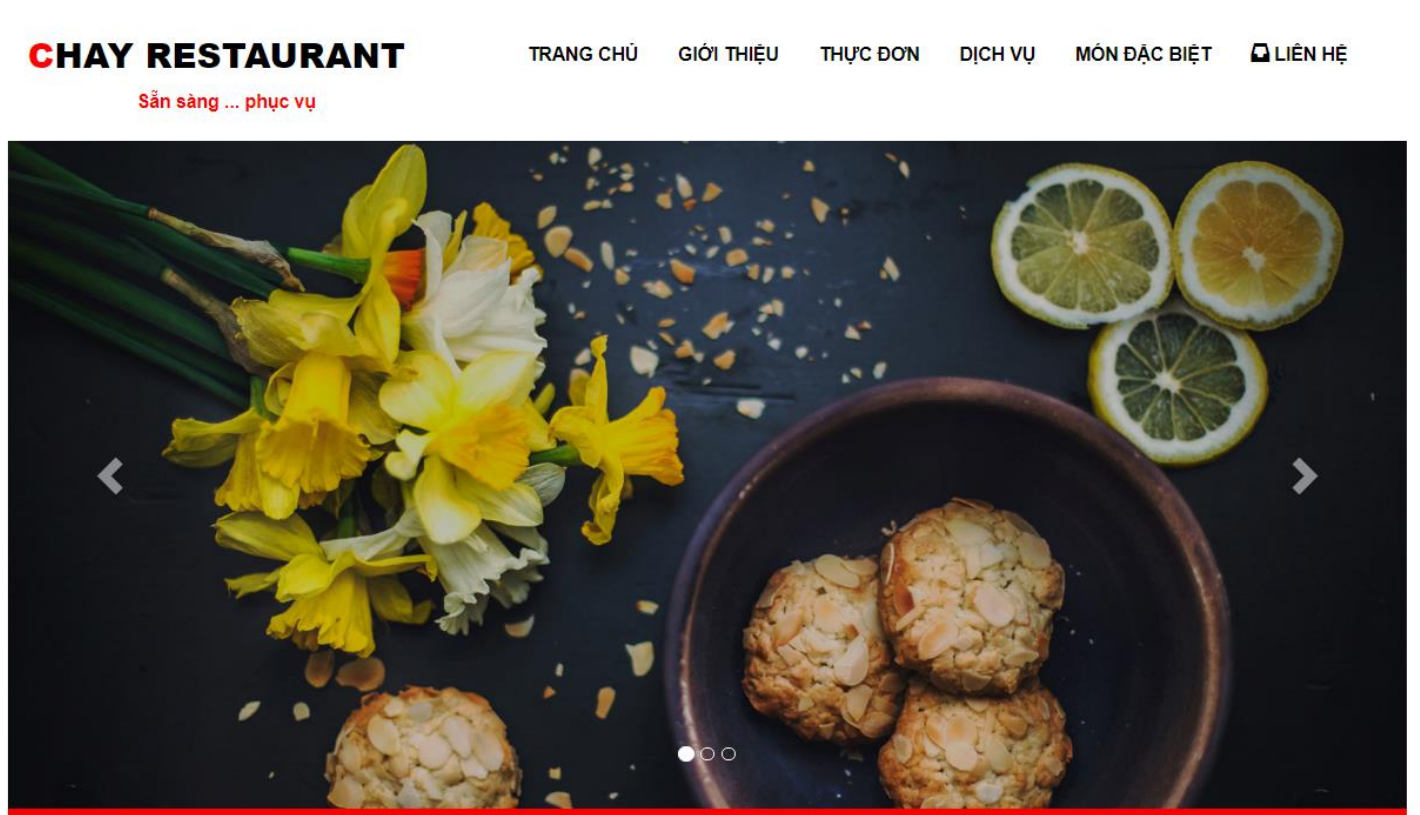 CHAY RESTAURANT
Sẵn sàng ... phục vụ
TRANG CHỦ GIỚI THIỆU THỰC ĐƠN DỊCH VỤ MÓN ĐẶC BIỆT LIÊN HỆ